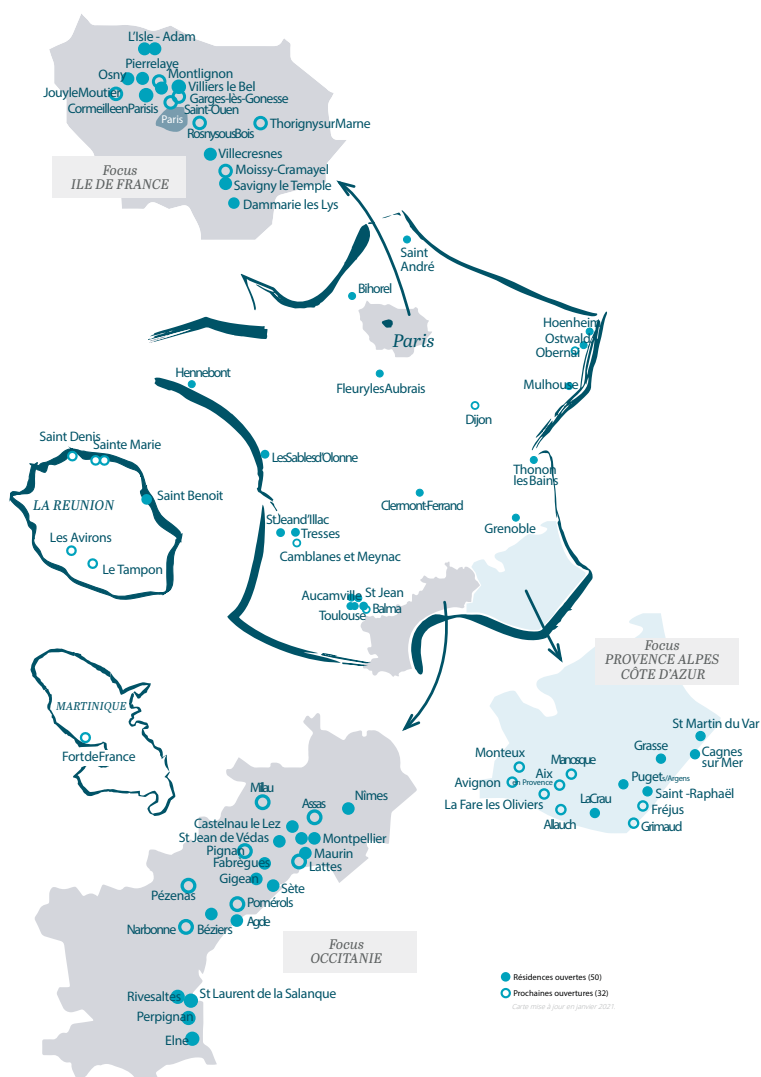 L'Isle - Adam
Pierrelaye
Osny
Montlignon
Villiers le Bel
JouyleMoutier
Garges-lès-Gonesse
CormeilleenParisis
Saint-Ouen
Paris
RosnysousBois
ThorignysurMarne
Villecresnes
Focus
ILE DE FRANCE
Moissy-Cramayel
Savigny le Temple
Dammarie les Lys
Saint
André
Bihorel
Paris
Hoenheim
Ostwald
Obernai
Mulhouse
Hennebont
FleurylesAubrais
Dijon
Saint Denis
Sainte Marie
LesSablesd'Olonne
Thonon
les Bains
LA REUNION
Saint Benoit
Clermont-Ferrand
Grenoble
StJeand'Illac
Tresses
Camblanes et Meynac
Les Avirons
Le Tampon
Aucamville
St Jean
Toulouse
Balma
Focus
PROVENCE ALPES
CÔTE D'AZUR
MARTINIQUE
FortdeFrance
St Martin du Var
Grasse
Cagnes
sur Mer
Monteux
Manosque
Avignon
Aix
en Provence
Puget s/Argens
Saint -Raphaël
La Fare les Oliviers
LaCrau
Fréjus
Allauch
Grimaud
Millau
Assas
Nîmes
Castelnau le Lez
St Jean de Védas
Montpellier
Pignan
Maurin
Fabrègues
Lattes
Gigean
Sète
Pézenas
Pomérols
Narbonne
Béziers
Agde
Focus
OCCITANIE
Rivesaltes
St Laurent de la Salanque
Perpignan
Elne
Résidences ouvertes (50)
Prochaines ouvertures (32)
Carte mise à jour en janvier 2021